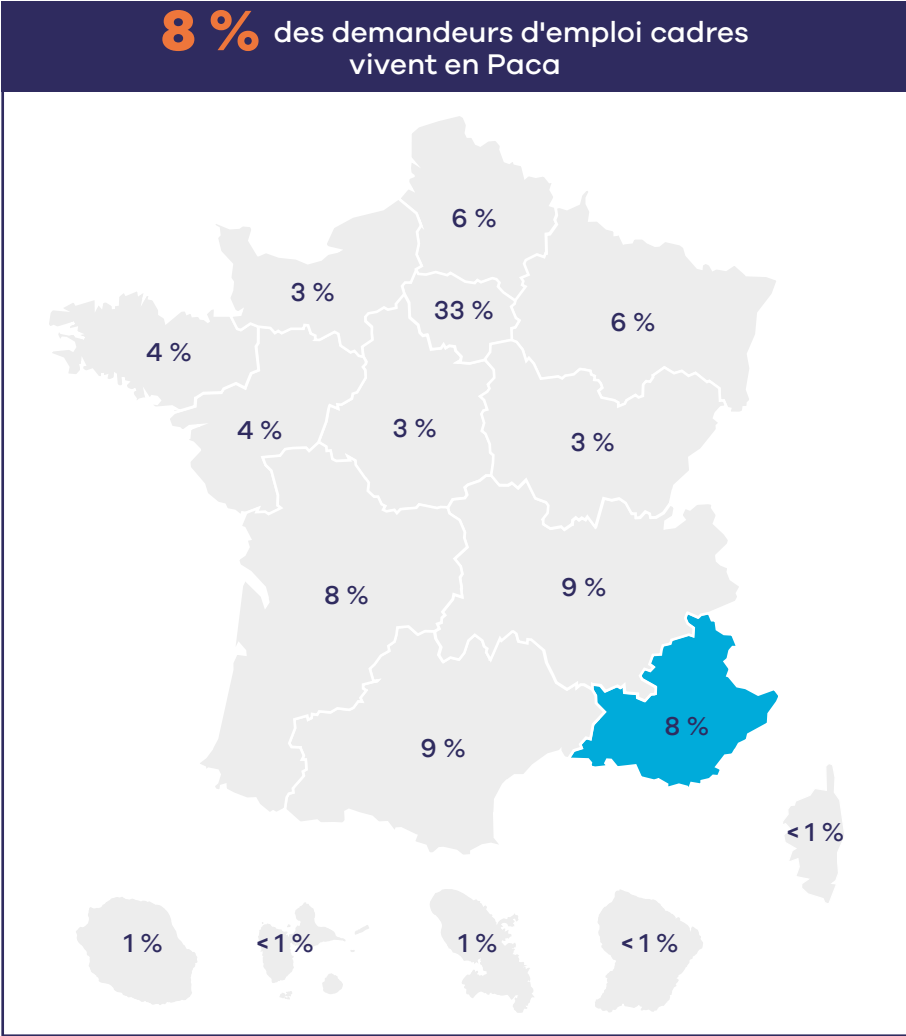 8 % des demandeurs d'emploi cadres
vivent en Paca
6 %
3 %
33 %
6 %
4 %
4 %
3 %
3 %
8 %
9 %
8 %
9 %
< 1 %
1 %
< 1 %
1 %
< 1 %